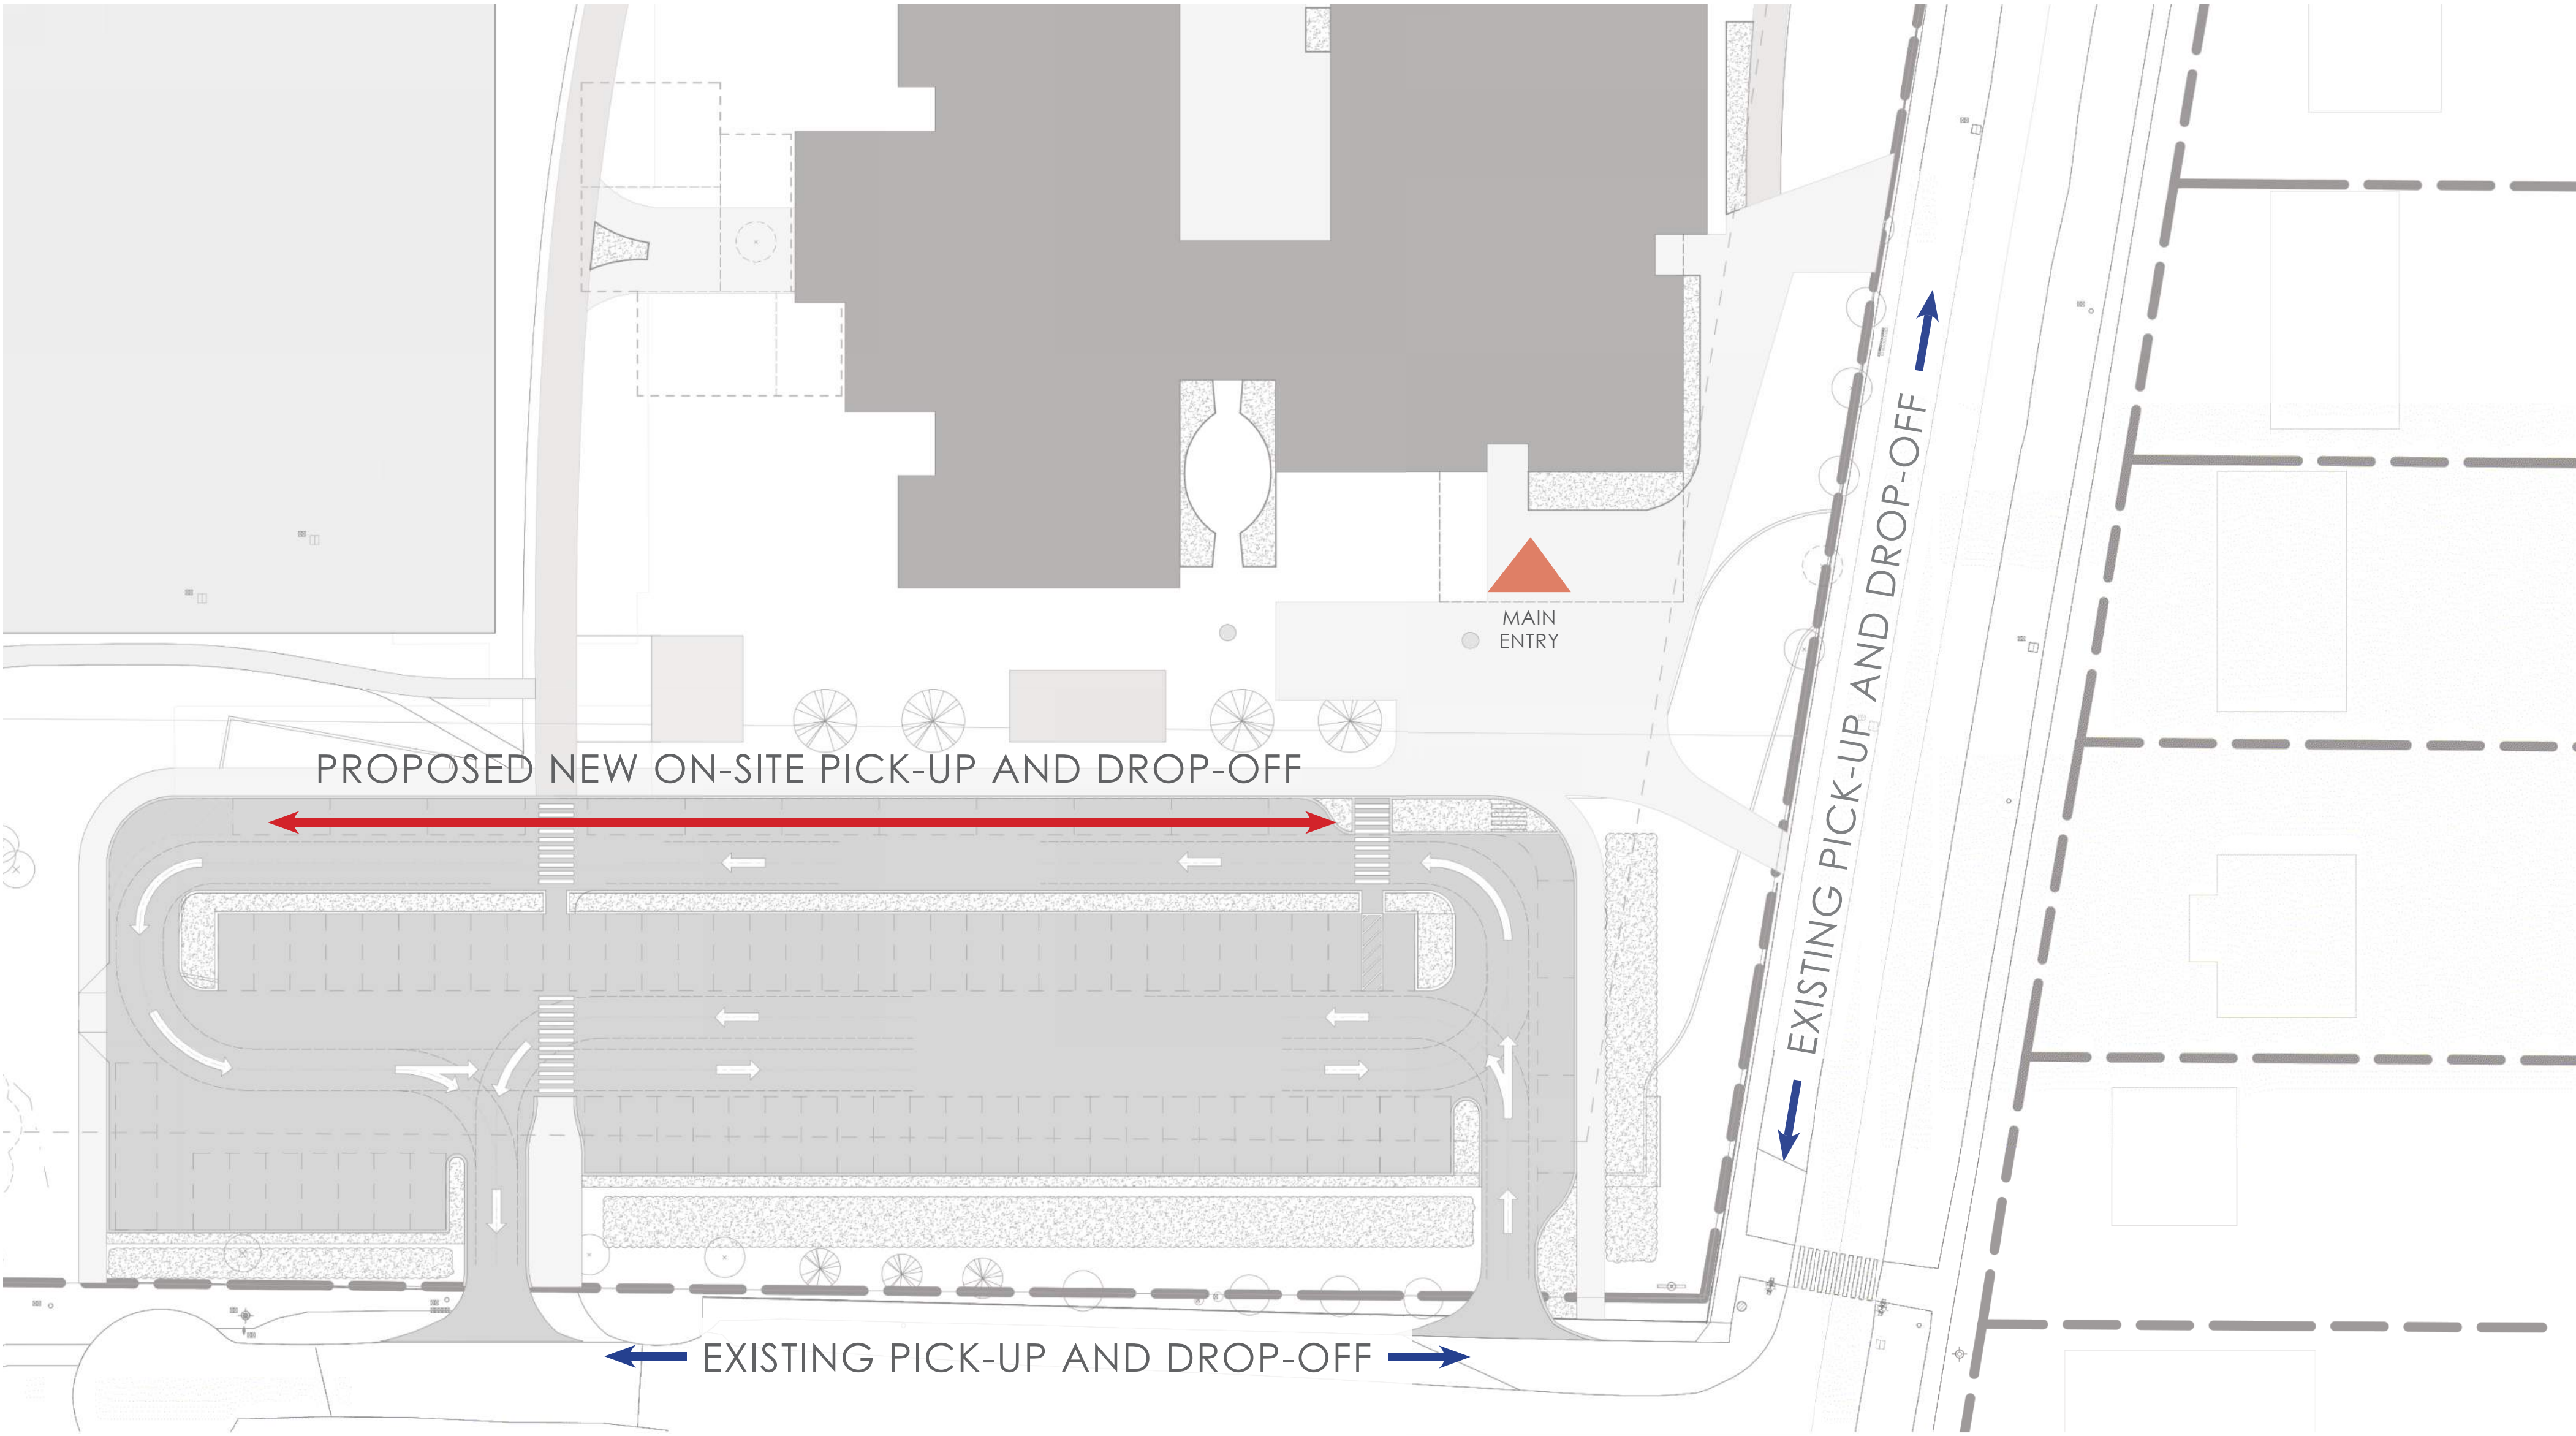 MAIN
ENTRY
EXISTING PICK-UP AND DROP-OFF
PROPOSED NEW ON-SITE PICK-UP AND DROP-OFF
EXISTING PICK-UP AND DROP-OFF